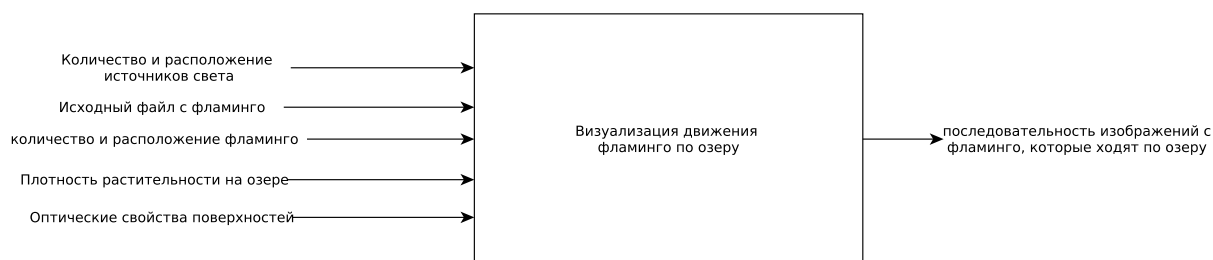 Количество и расположение
источников света
Исходный файл с фламинго
количество и расположение фламинго
Плотность растительности на озере
Оптические свойства поверхностей
Визуализация движения
фламинго по озеру
последовательность изображений с
фламинго, которые ходят по озеру